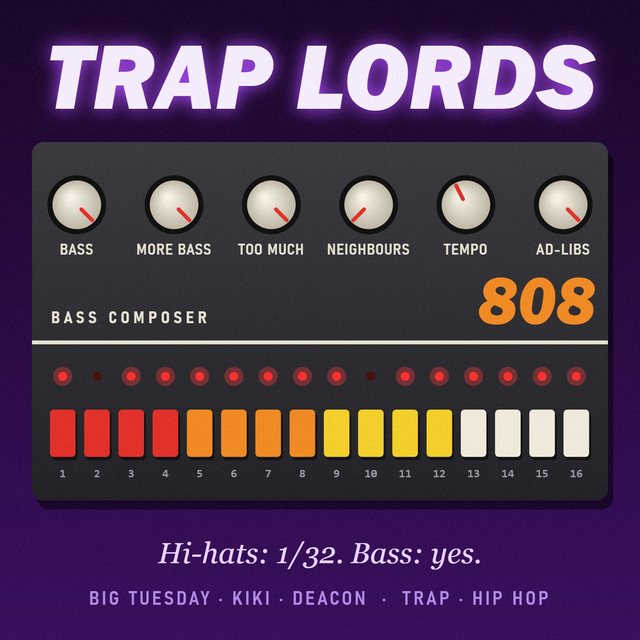 TRAP LORDS
BASS MORE BASS TOO MUCH NEIGHBOURS TEMPO AD-LIBS
808
BASS COMPOSER
1 2 3 4 5 6 7 8 9 10 11 12 13 14 15 16
Hi-hats: 1/32. Bass: yes.
BIG TUESDAY · KIKI · DEACON · TRAP · HIP HOP